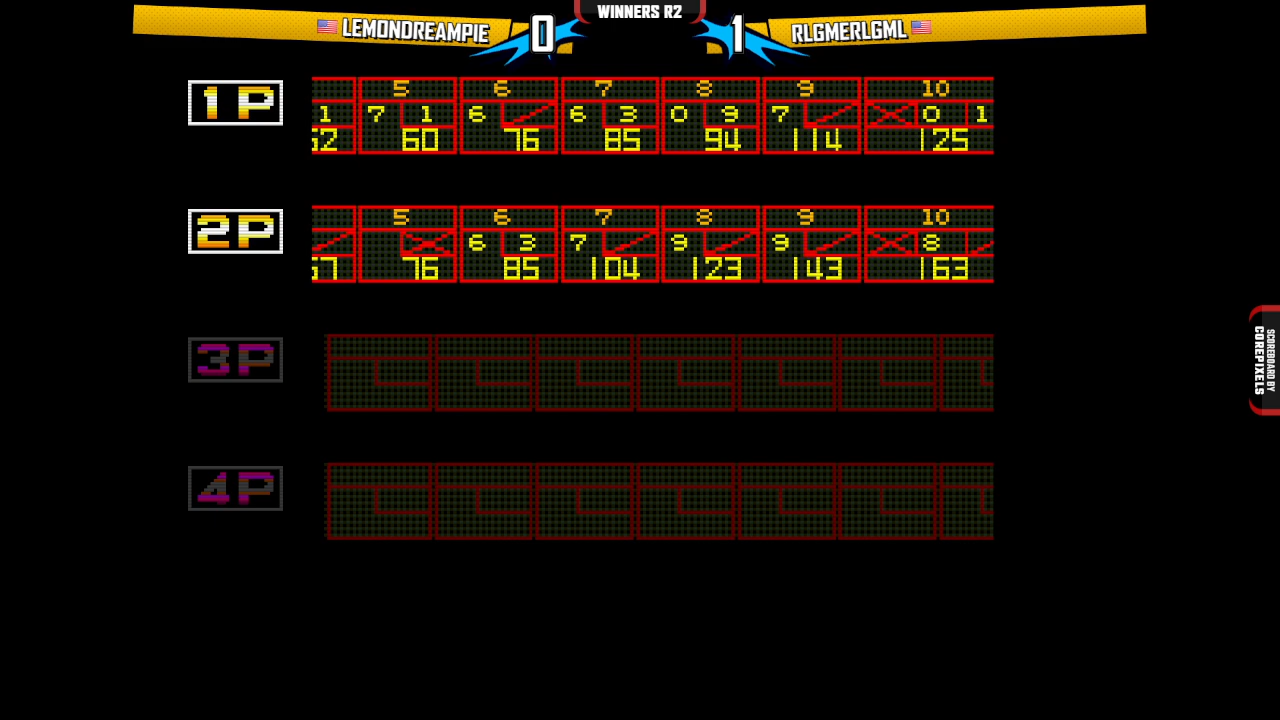 WINNERS R2
LEMONDREAMPIE 0 1 RLGMERLGML
1P
5 6 7 8 9 10
1 7 1 6 6 3 0 9 7 0 1
60 76 85 94 114 125
2P
5 6 7 8 9 10
6 3 7 9 9 8
76 85 104 123 143 163
3P
4P
SCOREBOARD BY
COREPIXELS